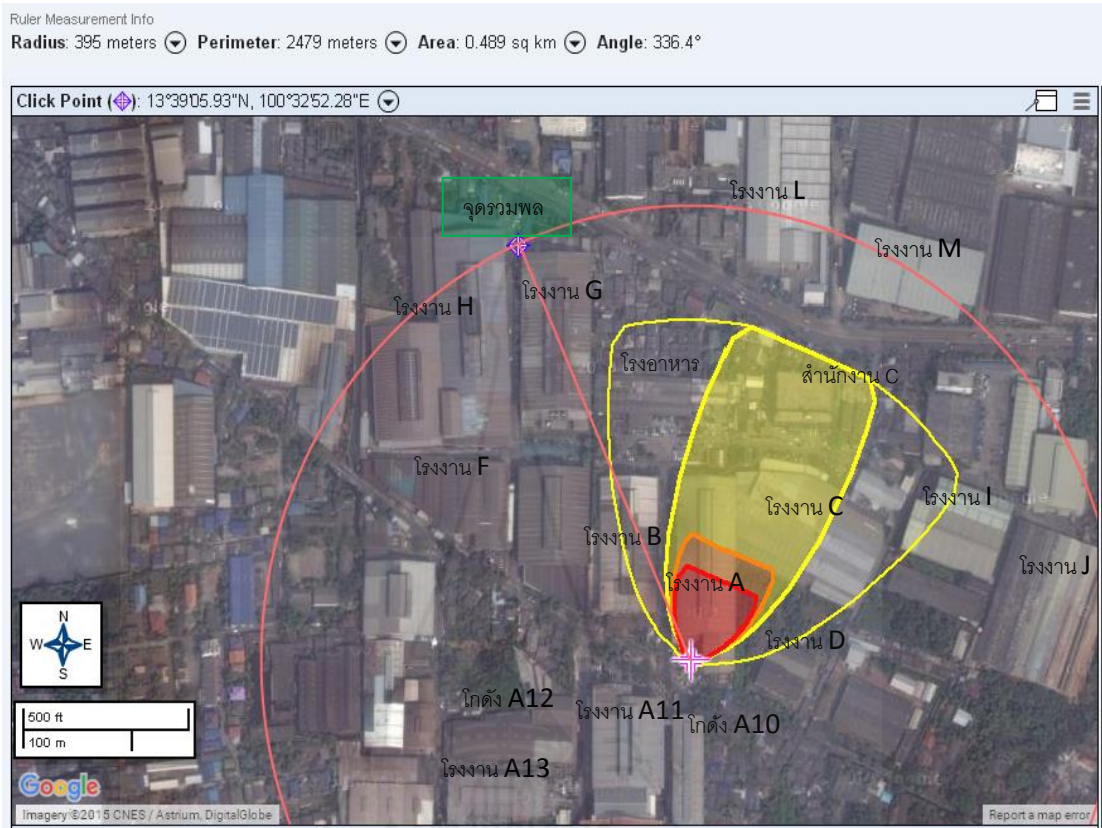 Ruler Measurement Info
Radius: 395 meters Perimeter: 2479 meters Area: 0.489 sq km Angle: 336.4°
Click Point ( ): 13°39'05.93"N, 100°32'52.28"E
จุดรวมพล
โรงงาน L
โรงงาน M
โรงงาน G
โรงงาน H
โรงอาหาร
สำนักงาน C
โรงงาน F
โรงงาน C
โรงงาน I
โรงงาน B
โรงงาน J
โรงงาน A
N
W E
S
โรงงาน D
โกดัง A12
โรงงาน A11
โกดัง A10
500 ft
100 m
โรงงาน A13
Google
Imagery ©2015 CNES / Astrium, DigitalGlobe
Report a map error